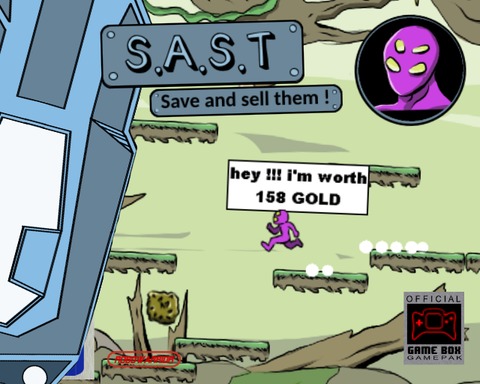 S.A.S.T
Save and sell them !
hey !!! i'm worth
158 GOLD
OFFICIAL
GAME BOX
GAMEPAK